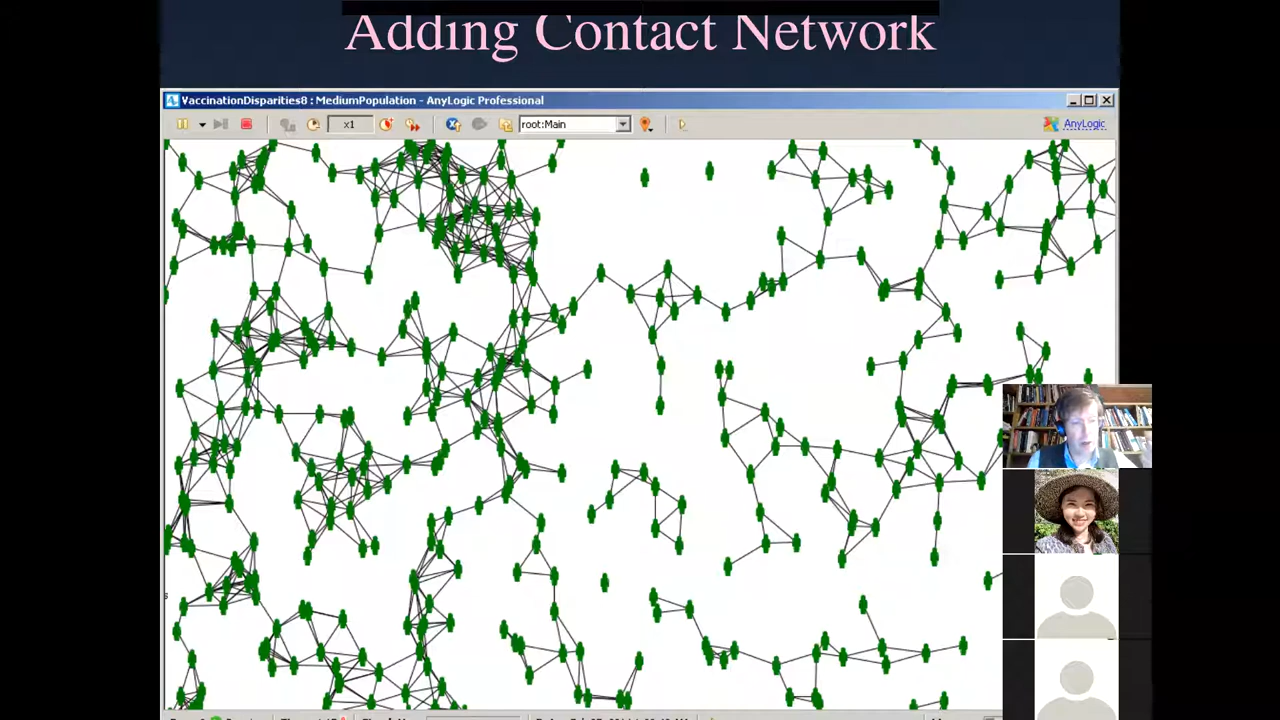 Adding Contact Network
VaccinationDisparities8 : MediumPopulation - AnyLogic Professional
x1
root:Main
AnyLogic